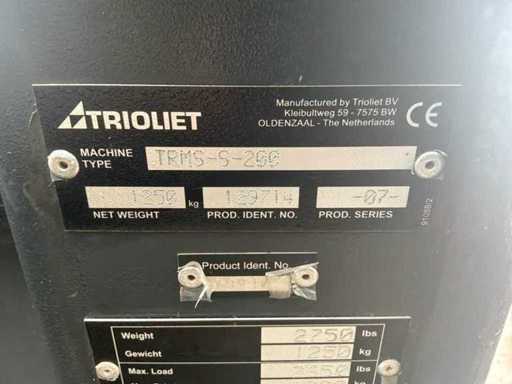 TRIOLIET
Manufactured by Trioliet BV
Kleibultweg 59 - 7575 BW
OLDENZAAL - The Netherlands
CE
MACHINE TYPE TRMS-S-200
1250 kg 129714 -07-
NET WEIGHT PROD. IDENT. NO. PROD. SERIES
91088/2
Product Ident. No.
Weight 2750 lbs
Gewicht 1250 kg
Max. Load lbs